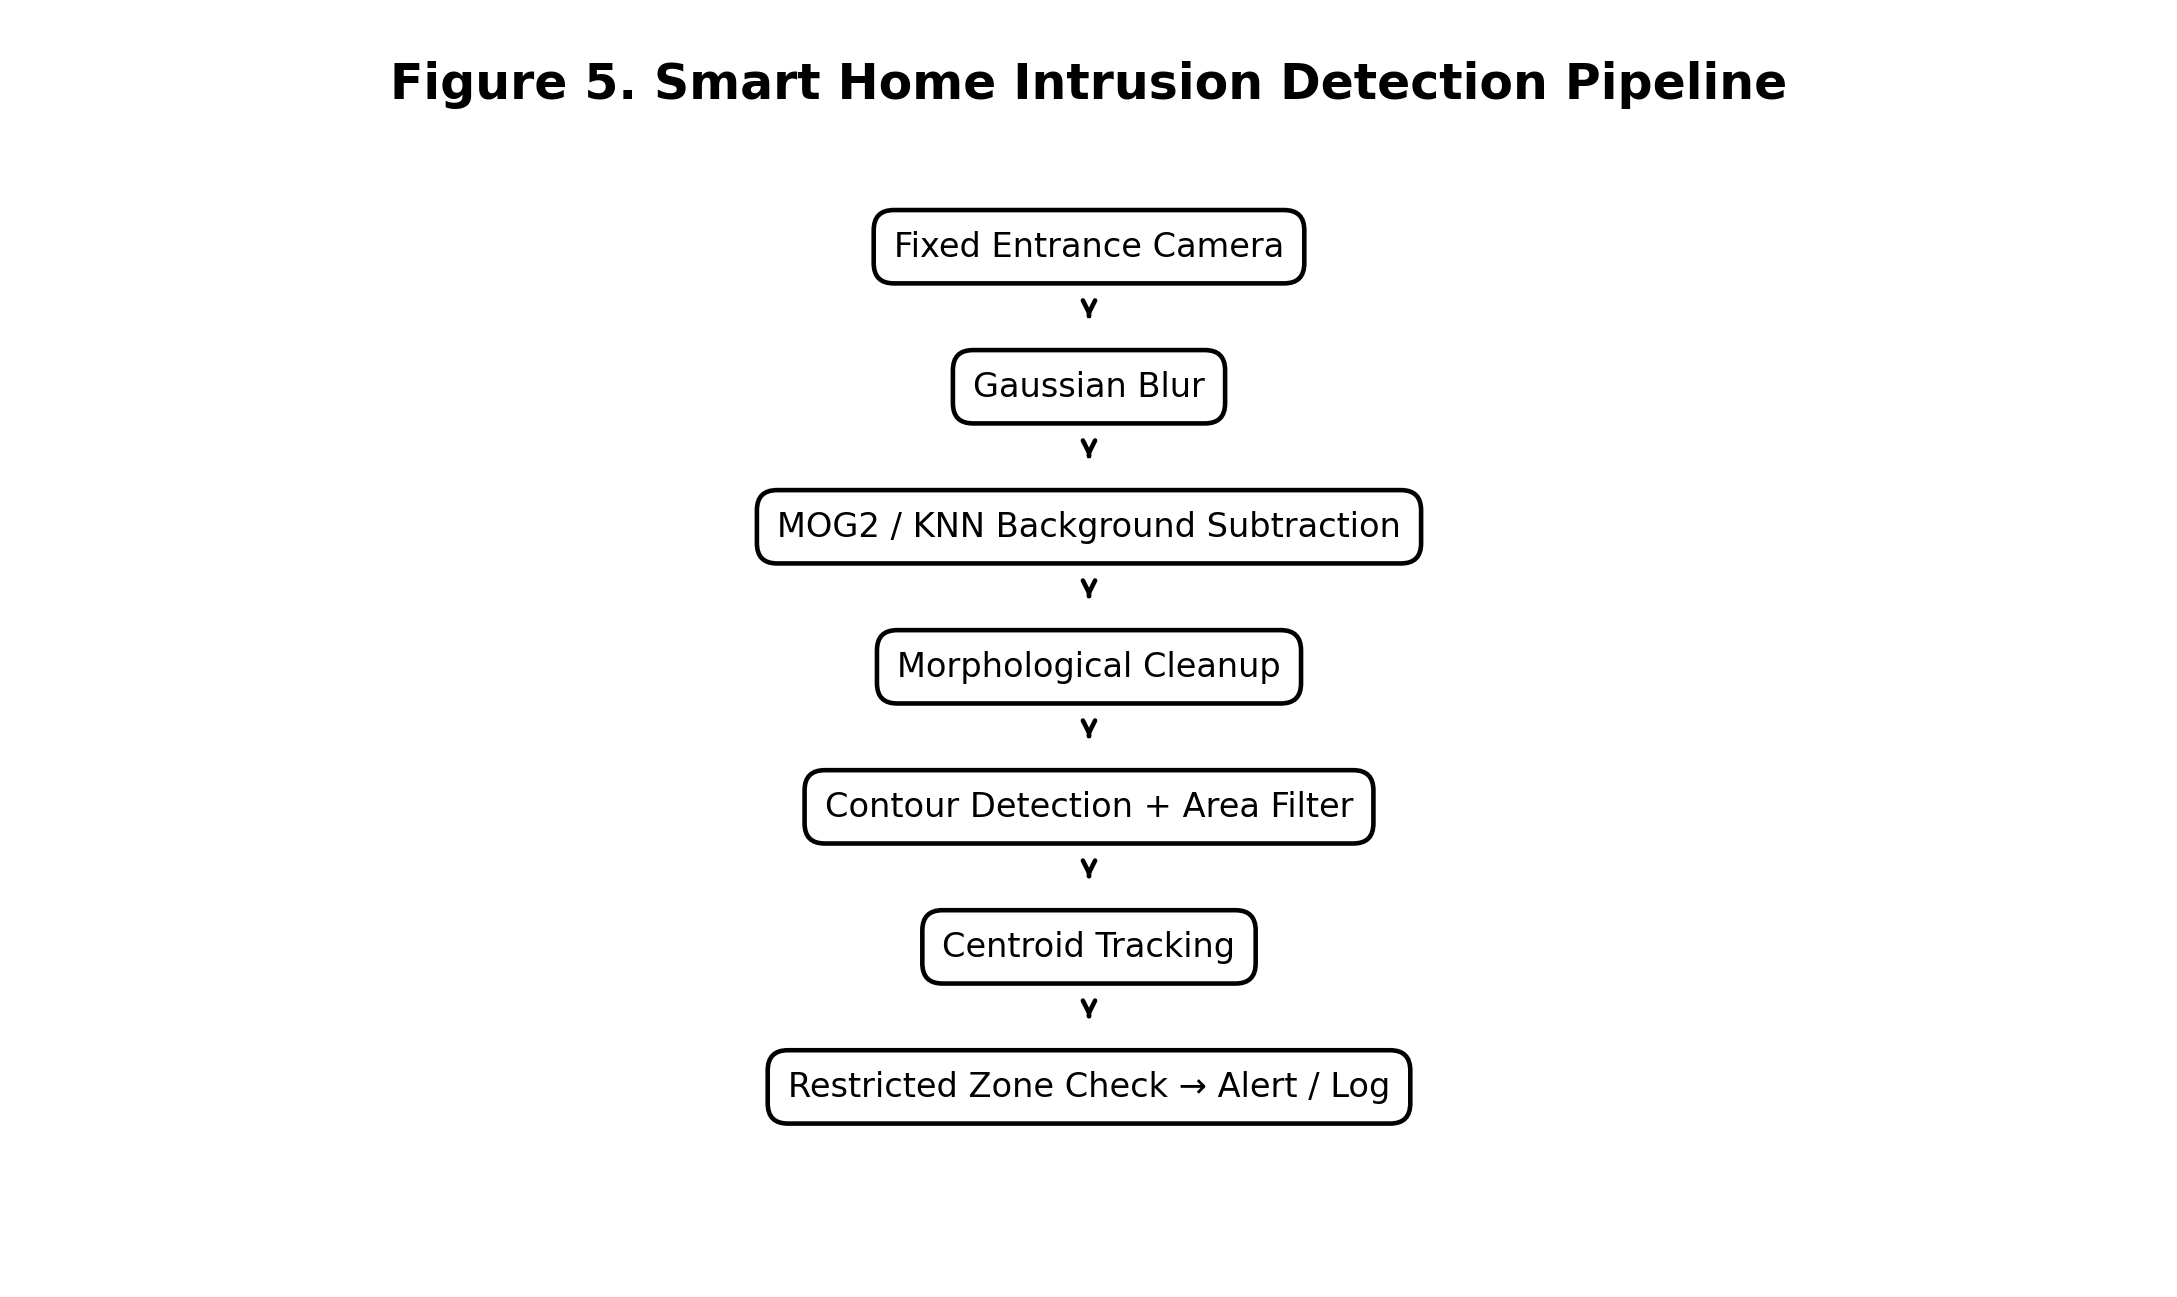 Figure 5. Smart Home Intrusion Detection Pipeline
Fixed Entrance Camera
Gaussian Blur
MOG2 / KNN Background Subtraction
Morphological Cleanup
Contour Detection + Area Filter
Centroid Tracking
Restricted Zone Check → Alert / Log